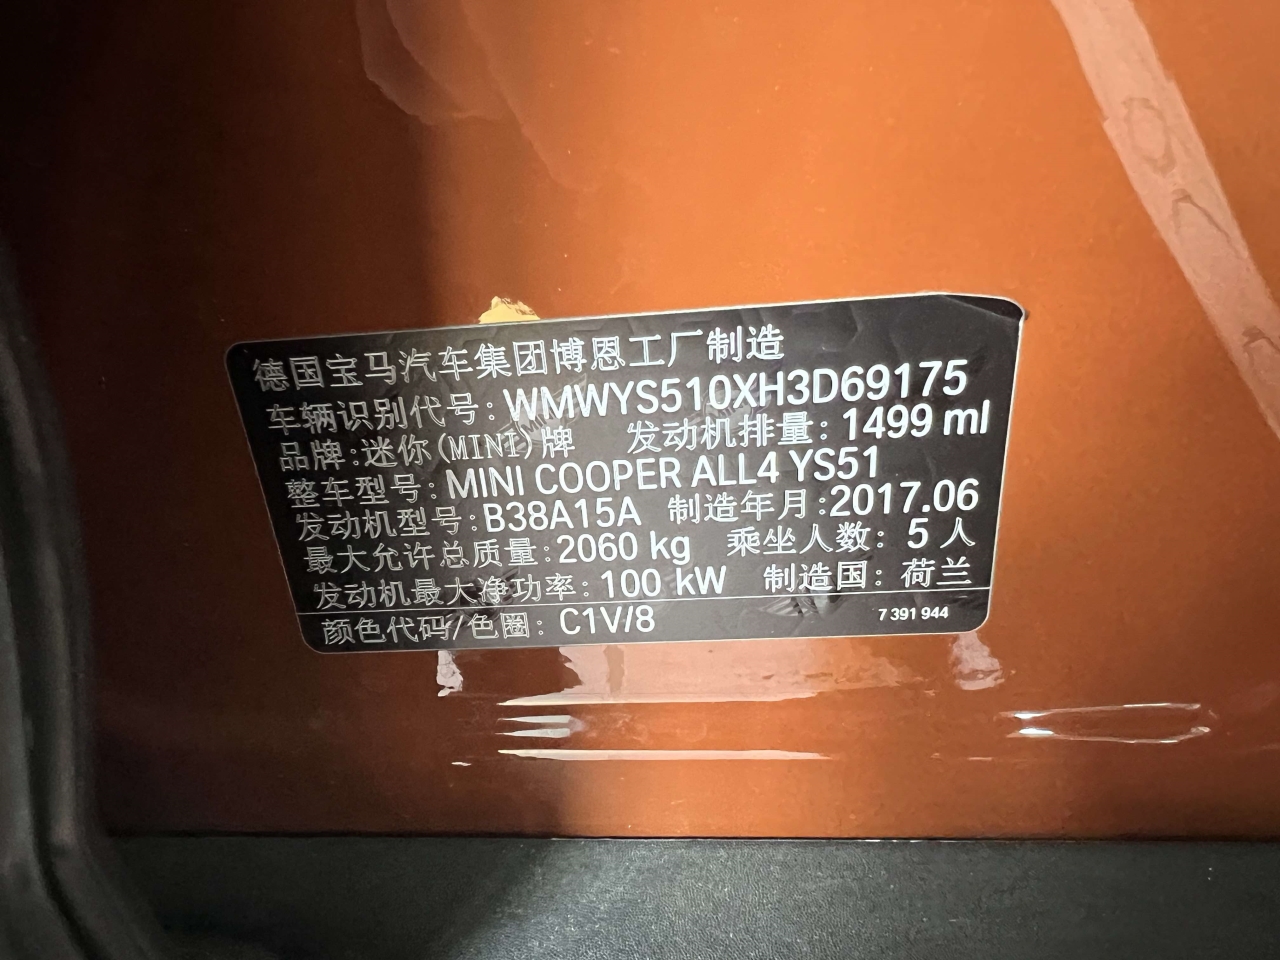 德国宝马汽车集团博恩工厂制造
车辆识别代号: WMWYS510XH3D69175
品牌:迷你(MINI)牌 发动机排量: 1499 ml
整车型号: MINI COOPER ALL4 YS51
发动机型号: B38A15A 制造年月:2017.06
最大允许总质量: 2060 kg 乘坐人数: 5 人
发动机最大净功率: 100 kW 制造国: 荷兰
颜色代码/色圈: C1V/8 7 391 944